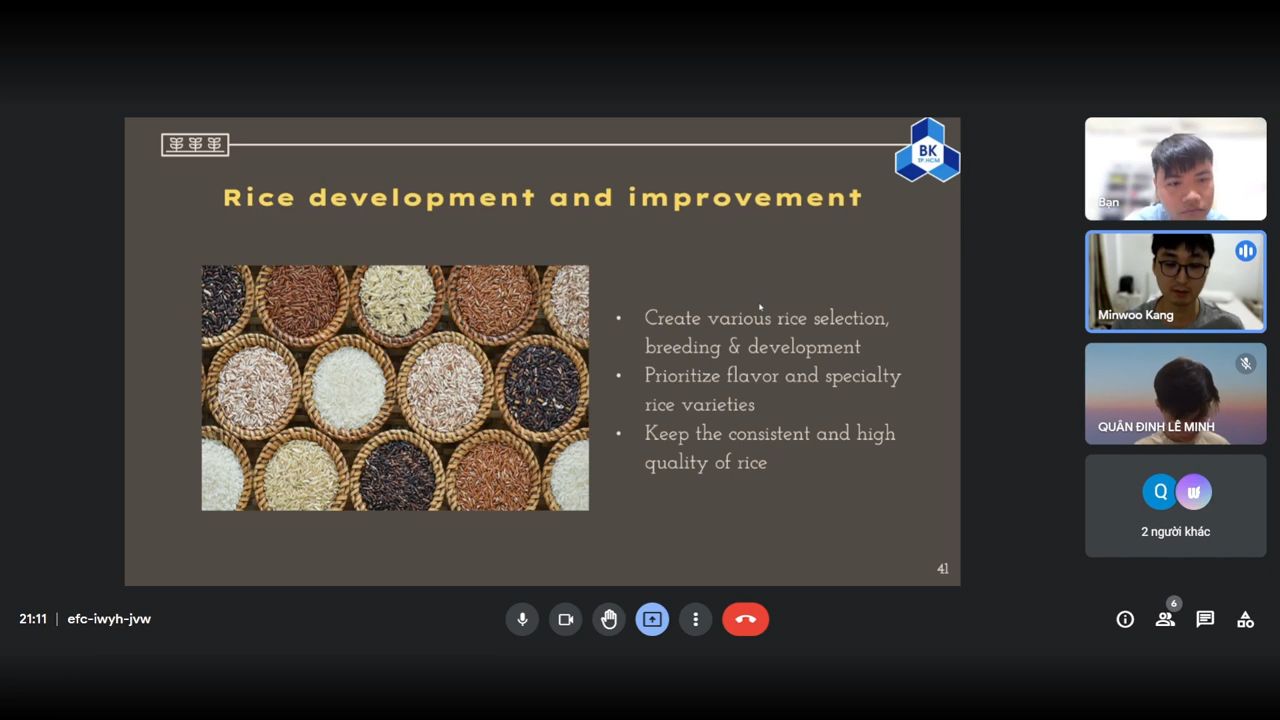 BK
TP.HCM
Rice development and improvement
• Create various rice selection,
breeding & development
• Prioritize flavor and specialty
rice varieties
• Keep the consistent and high
quality of rice
41
Bạn
Minwoo Kang
QUÂN ĐINH LÊ MINH
Q
2 người khác
21:11 | efc-iwyh-jvw
6